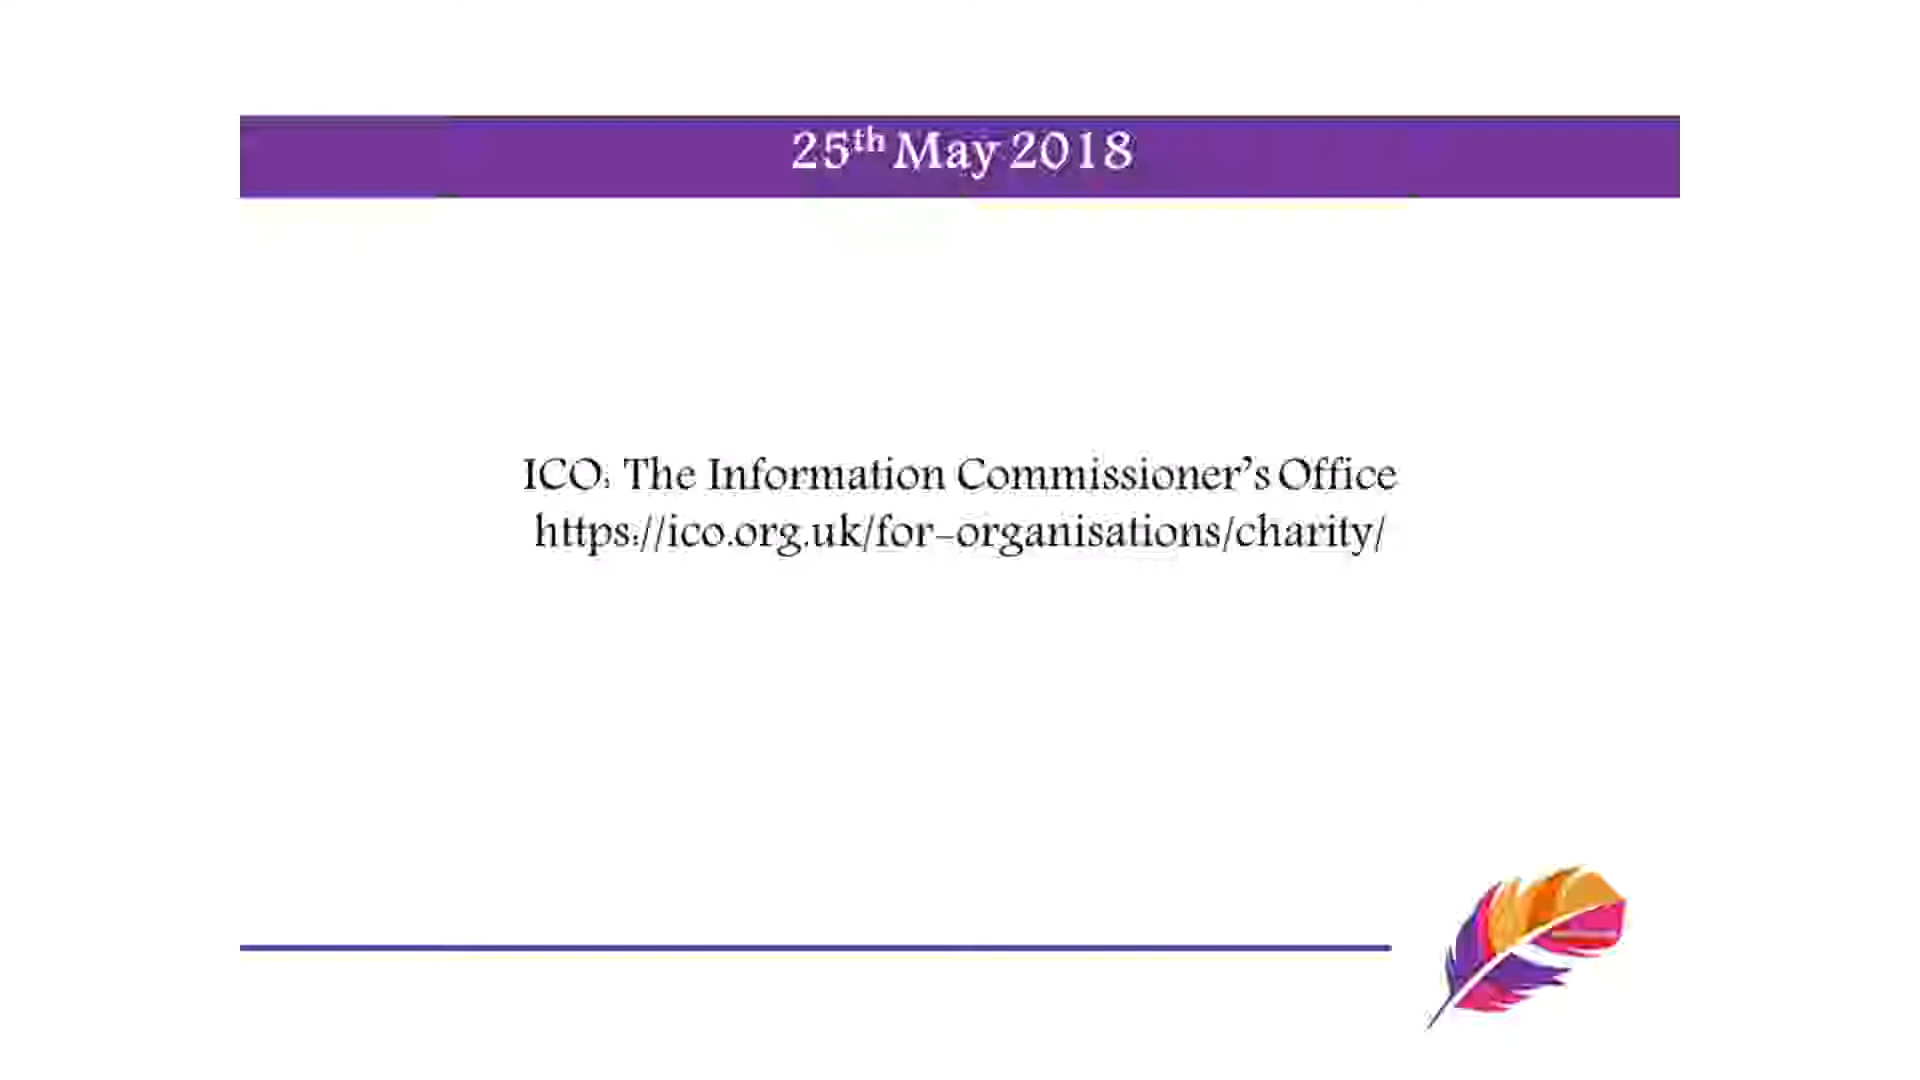 25th May 2018
ICO: The Information Commissioner's Office
https://ico.org.uk/for-organisations/charity/